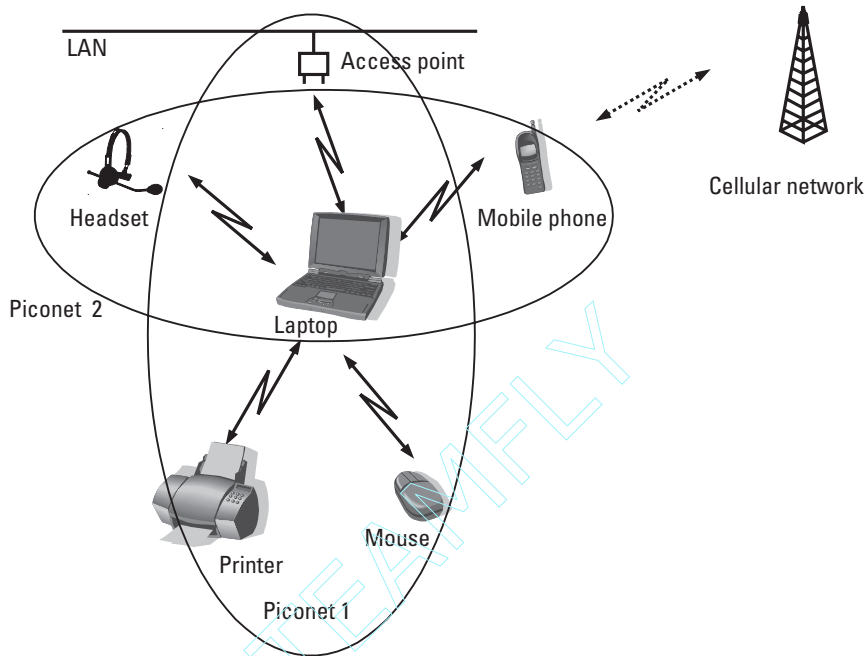 LAN
Access point
Cellular network
Headset
Mobile phone
Piconet 2
Laptop
Printer
Mouse
Piconet 1
TEAMFLY